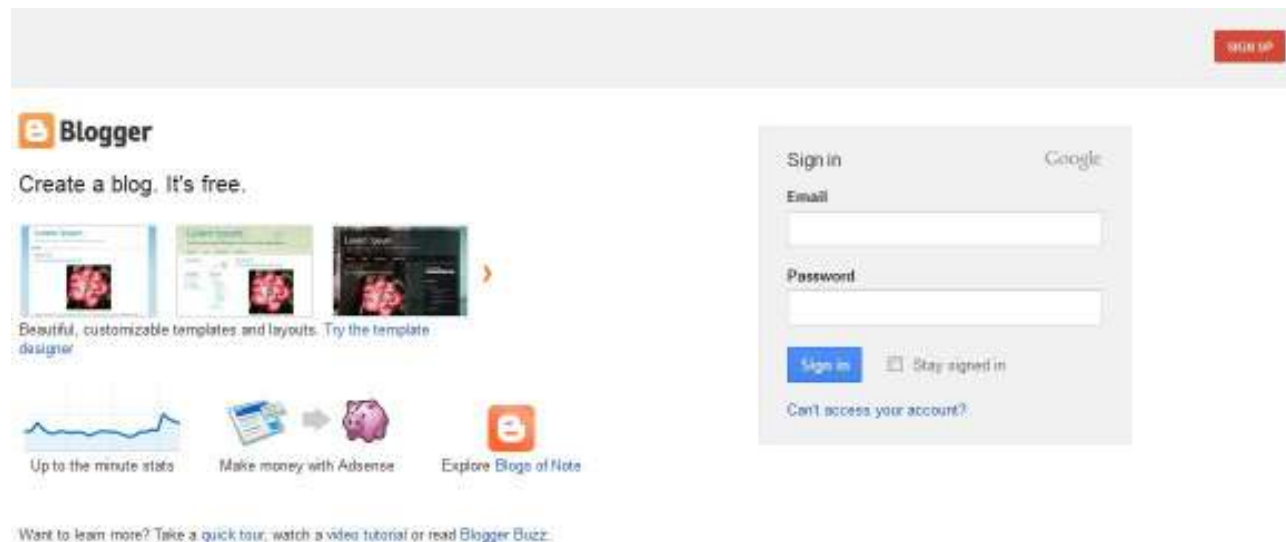 SIGN UP
Blogger
Create a blog. It's free.
Lorem Ipsum
Beautiful, customizable templates and layouts. Try the template
designer
Up to the minute stats
Make money with Adsense
Explore Blogs of Note
Want to learn more? Take a quick tour, watch a video tutorial or read Blogger Buzz.
Sign in
Google
Email
Password
Sign in
Stay signed in
Can't access your account?